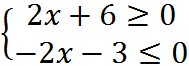 2x + 6 ≥ 0
−2x − 3 ≤ 0